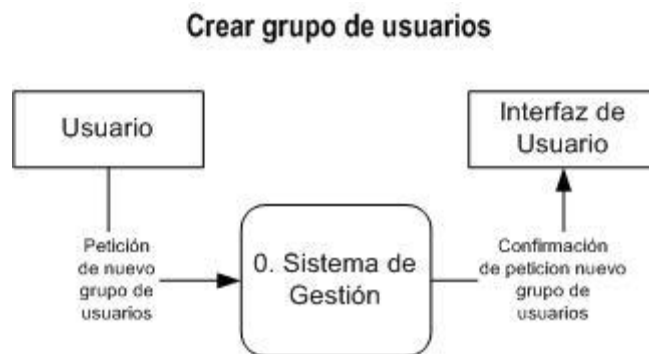 Crear grupo de usuarios
Usuario
Interfaz de
Usuario
Petición
de nuevo
grupo de
usuarios
0. Sistema de
Gestión
Confirmación
de peticion nuevo
grupo de
usuarios